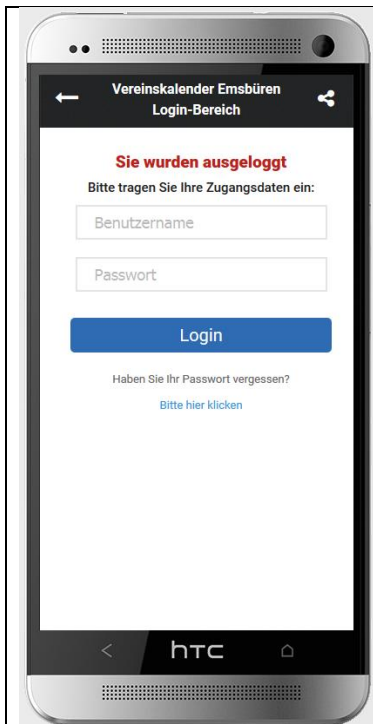 Vereinskalender Emsbüren
Login-Bereich
Sie wurden ausgeloggt
Bitte tragen Sie Ihre Zugangsdaten ein:
Benutzername
Passwort
Login
Haben Sie Ihr Passwort vergessen?
Bitte hier klicken
hTC